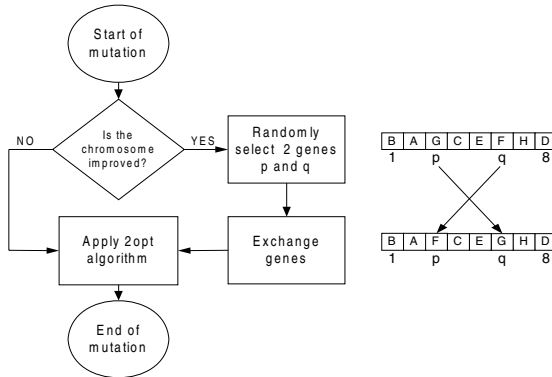 Start of
mutation
Is the
chromosome
improved?
NO
YES
Randomly
select 2 genes
p and q
Apply 2opt
algorithm
Exchange
genes
End of
mutation
B A G C E F H D
1 p q 8
B A F C E G H D
1 p q 8